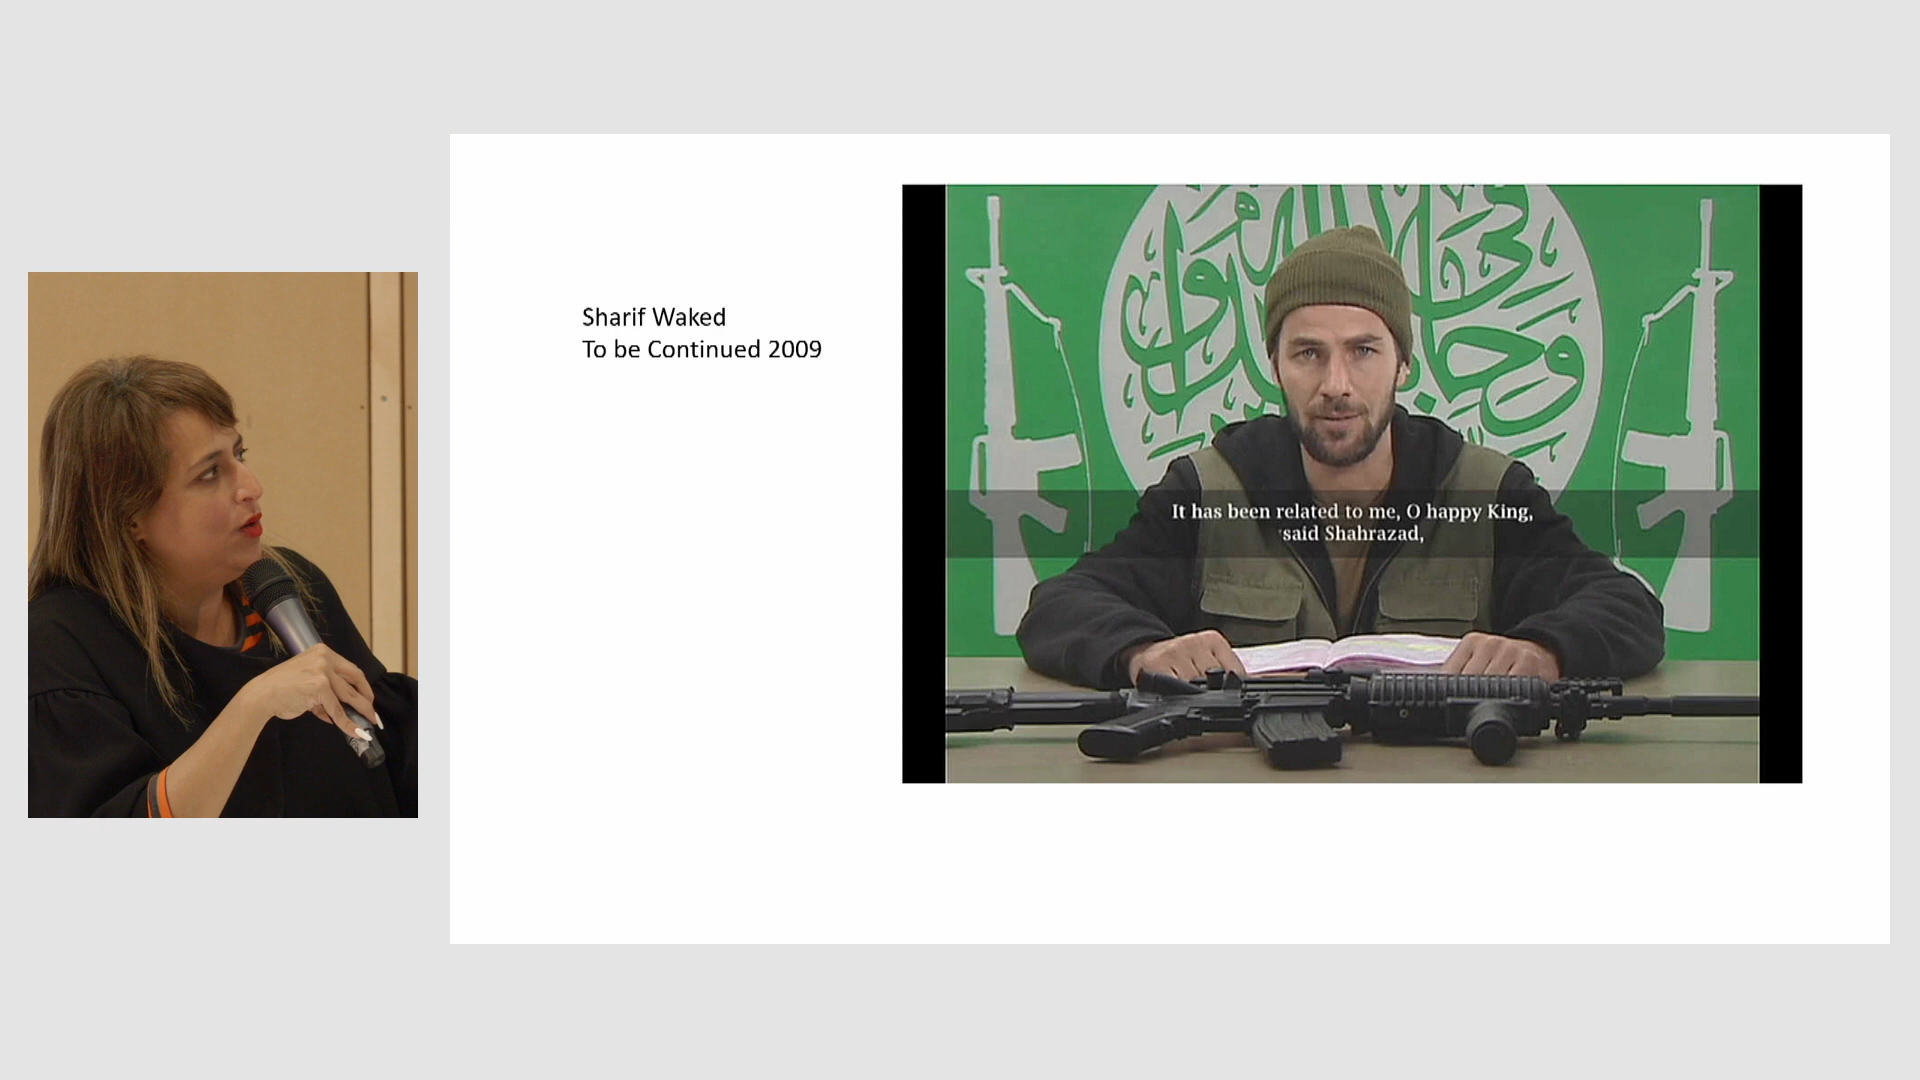 Sharif Waked
To be Continued 2009
It has been related to me, O happy King,
said Shahrazad,